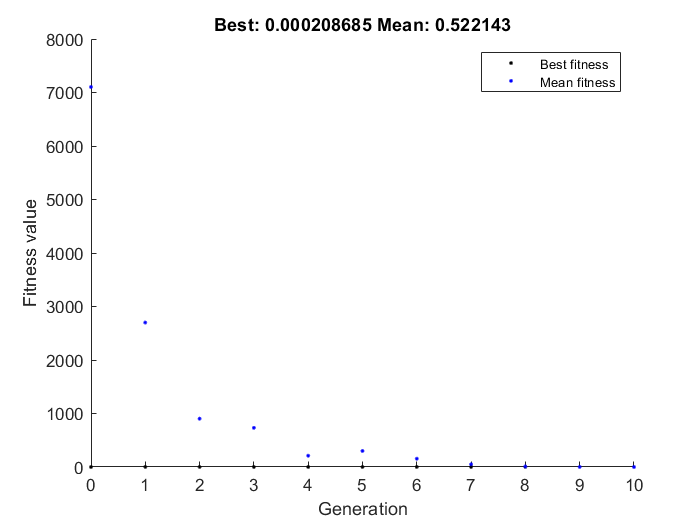 Best: 0.000208685 Mean: 0.522143
8000
7000
6000
5000
4000
3000
2000
1000
0
Fitness value
Best fitness
Mean fitness
0 1 2 3 4 5 6 7 8 9 10
Generation